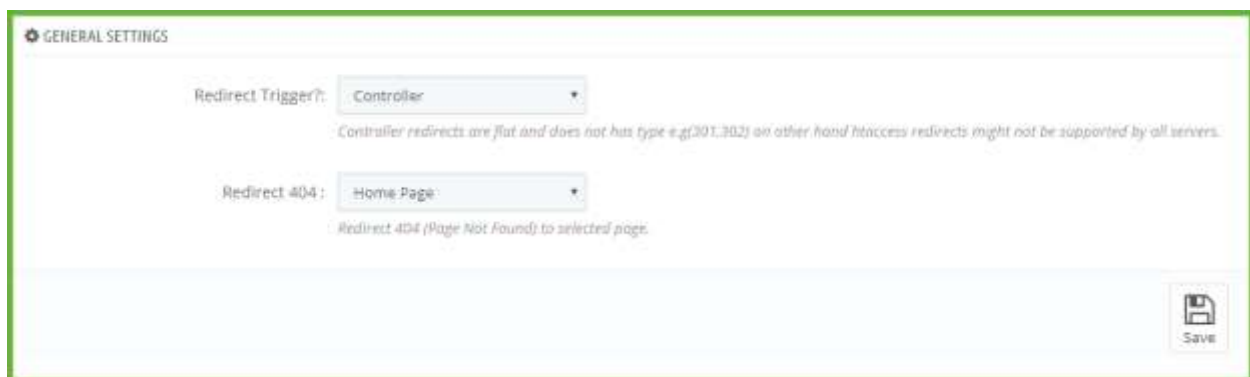 GENERAL SETTINGS
Redirect Trigger?: Controller
Controller redirects are flat and does not has type e.g(301,302) on other hand htaccess redirects might not be supported by all servers.
Redirect 404 : Home Page
Redirect 404 (Page Not Found) to selected page.
Save